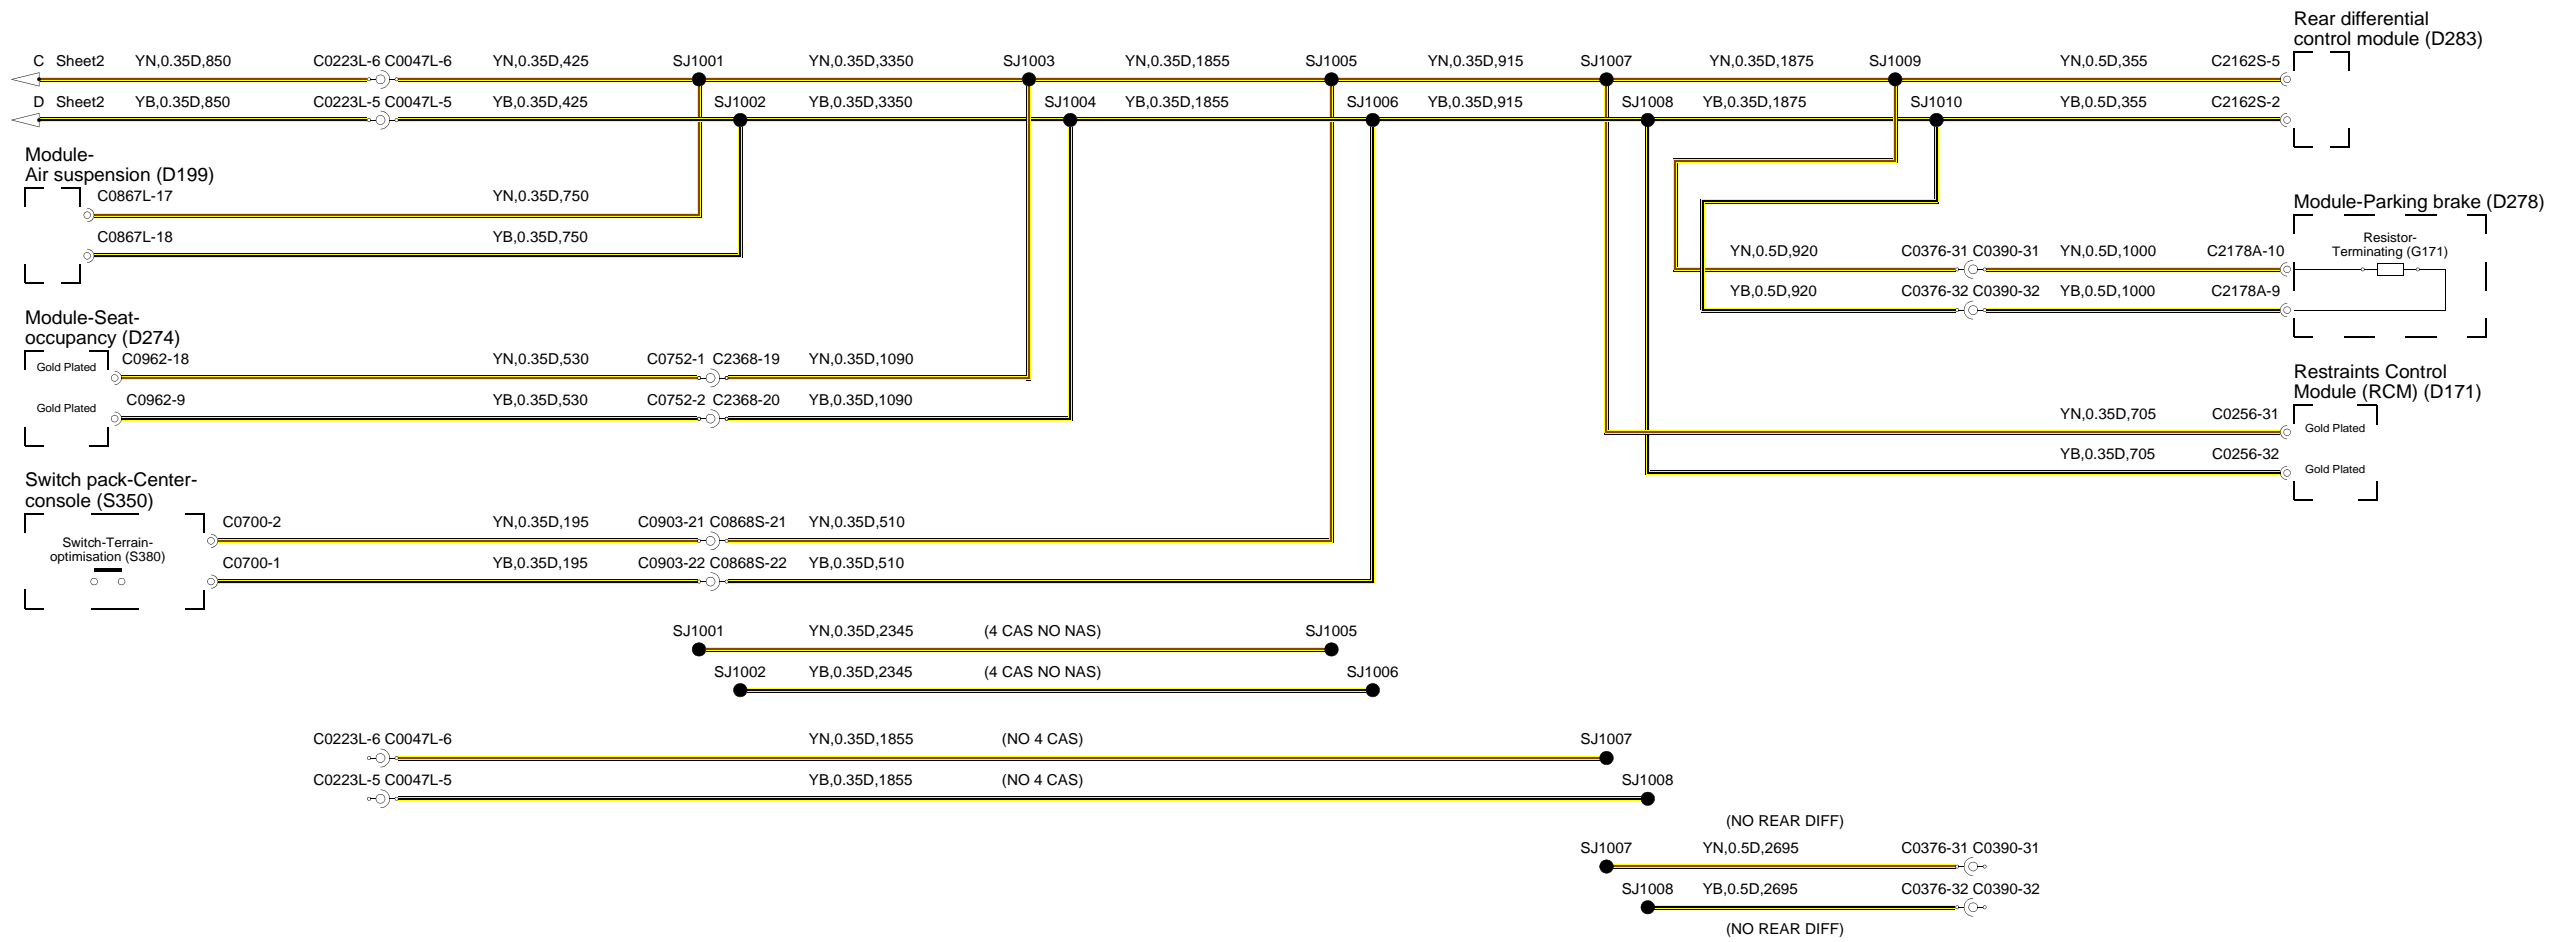 Rear differential
control module (D283)
C Sheet2 YN,0.35D,850 C0223L-6 C0047L-6 YN,0.35D,425 SJ1001 YN,0.35D,3350 SJ1003 YN,0.35D,1855 SJ1005 YN,0.35D,915 SJ1007 YN,0.35D,1875 SJ1009 YN,0.5D,355 C2162S-5
D Sheet2 YB,0.35D,850 C0223L-5 C0047L-5 YB,0.35D,425 SJ1002 YB,0.35D,3350 SJ1004 YB,0.35D,1855 SJ1006 YB,0.35D,915 SJ1008 YB,0.35D,1875 SJ1010 YB,0.5D,355 C2162S-2
Module-
Air suspension (D199)
C0867L-17 YN,0.35D,750
C0867L-18 YB,0.35D,750
Module-Parking brake (D278)
Resistor-
Terminating (G171)
YN,0.5D,920 C0376-31 C0390-31 YN,0.5D,1000 C2178A-10
YB,0.5D,920 C0376-32 C0390-32 YB,0.5D,1000 C2178A-9
Module-Seat-
occupancy (D274)
Gold Plated C0962-18 YN,0.35D,530 C0752-1 C2368-19 YN,0.35D,1090
Gold Plated C0962-9 YB,0.35D,530 C0752-2 C2368-20 YB,0.35D,1090
Restraints Control
Module (RCM) (D171)
YN,0.35D,705 C0256-31 Gold Plated
YB,0.35D,705 C0256-32 Gold Plated
Switch pack-Center-
console (S350)
Switch-Terrain-
optimisation (S380)
C0700-2 YN,0.35D,195 C0903-21 C0868S-21 YN,0.35D,510
C0700-1 YB,0.35D,195 C0903-22 C0868S-22 YB,0.35D,510
SJ1001 YN,0.35D,2345 (4 CAS NO NAS) SJ1005
SJ1002 YB,0.35D,2345 (4 CAS NO NAS) SJ1006
C0223L-6 C0047L-6 YN,0.35D,1855 (NO 4 CAS) SJ1007
C0223L-5 C0047L-5 YB,0.35D,1855 (NO 4 CAS) SJ1008
(NO REAR DIFF)
SJ1007 YN,0.5D,2695 C0376-31 C0390-31
SJ1008 YB,0.5D,2695 C0376-32 C0390-32
(NO REAR DIFF)